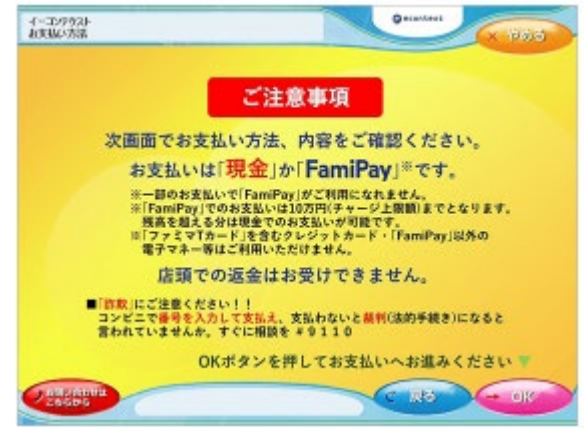 イーコンテクスト
お支払い方法
econtext
× やめる
ご注意事項
次画面でお支払い方法、内容をご確認ください。
お支払いは「現金」か「FamiPay」※です。
※一部のお支払いで「FamiPay」がご利用になれません。
※「FamiPay」でのお支払いは10万円(チャージ上限額)までとなります。
残高を超える分は現金でのお支払いが可能です。
※「ファミマTカード」を含むクレジットカード・「FamiPay」以外の
電子マネー等はご利用いただけません。
店頭での返金はお受けできません。
■「詐欺」にご注意ください！！
コンビニで番号を入力して支払え、支払わないと裁判(法的手続き)になると
言われていませんか。すぐに相談を #9110
OKボタンを押してお支払いへお進みください ▼
お問い合わせは
こちらから
戻る
→ OK